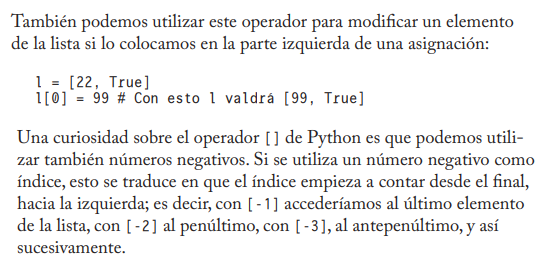 También podemos utilizar este operador para modificar un elemento
de la lista si lo colocamos en la parte izquierda de una asignación:
l = [22, True]
l[0] = 99 # Con esto l valdrá [99, True]
Una curiosidad sobre el operador [] de Python es que podemos utili-
zar también números negativos. Si se utiliza un número negativo como
índice, esto se traduce en que el índice empieza a contar desde el final,
hacia la izquierda; es decir, con [-1] accederíamos al último elemento
de la lista, con [-2] al penúltimo, con [-3], al antepenúltimo, y así
sucesivamente.